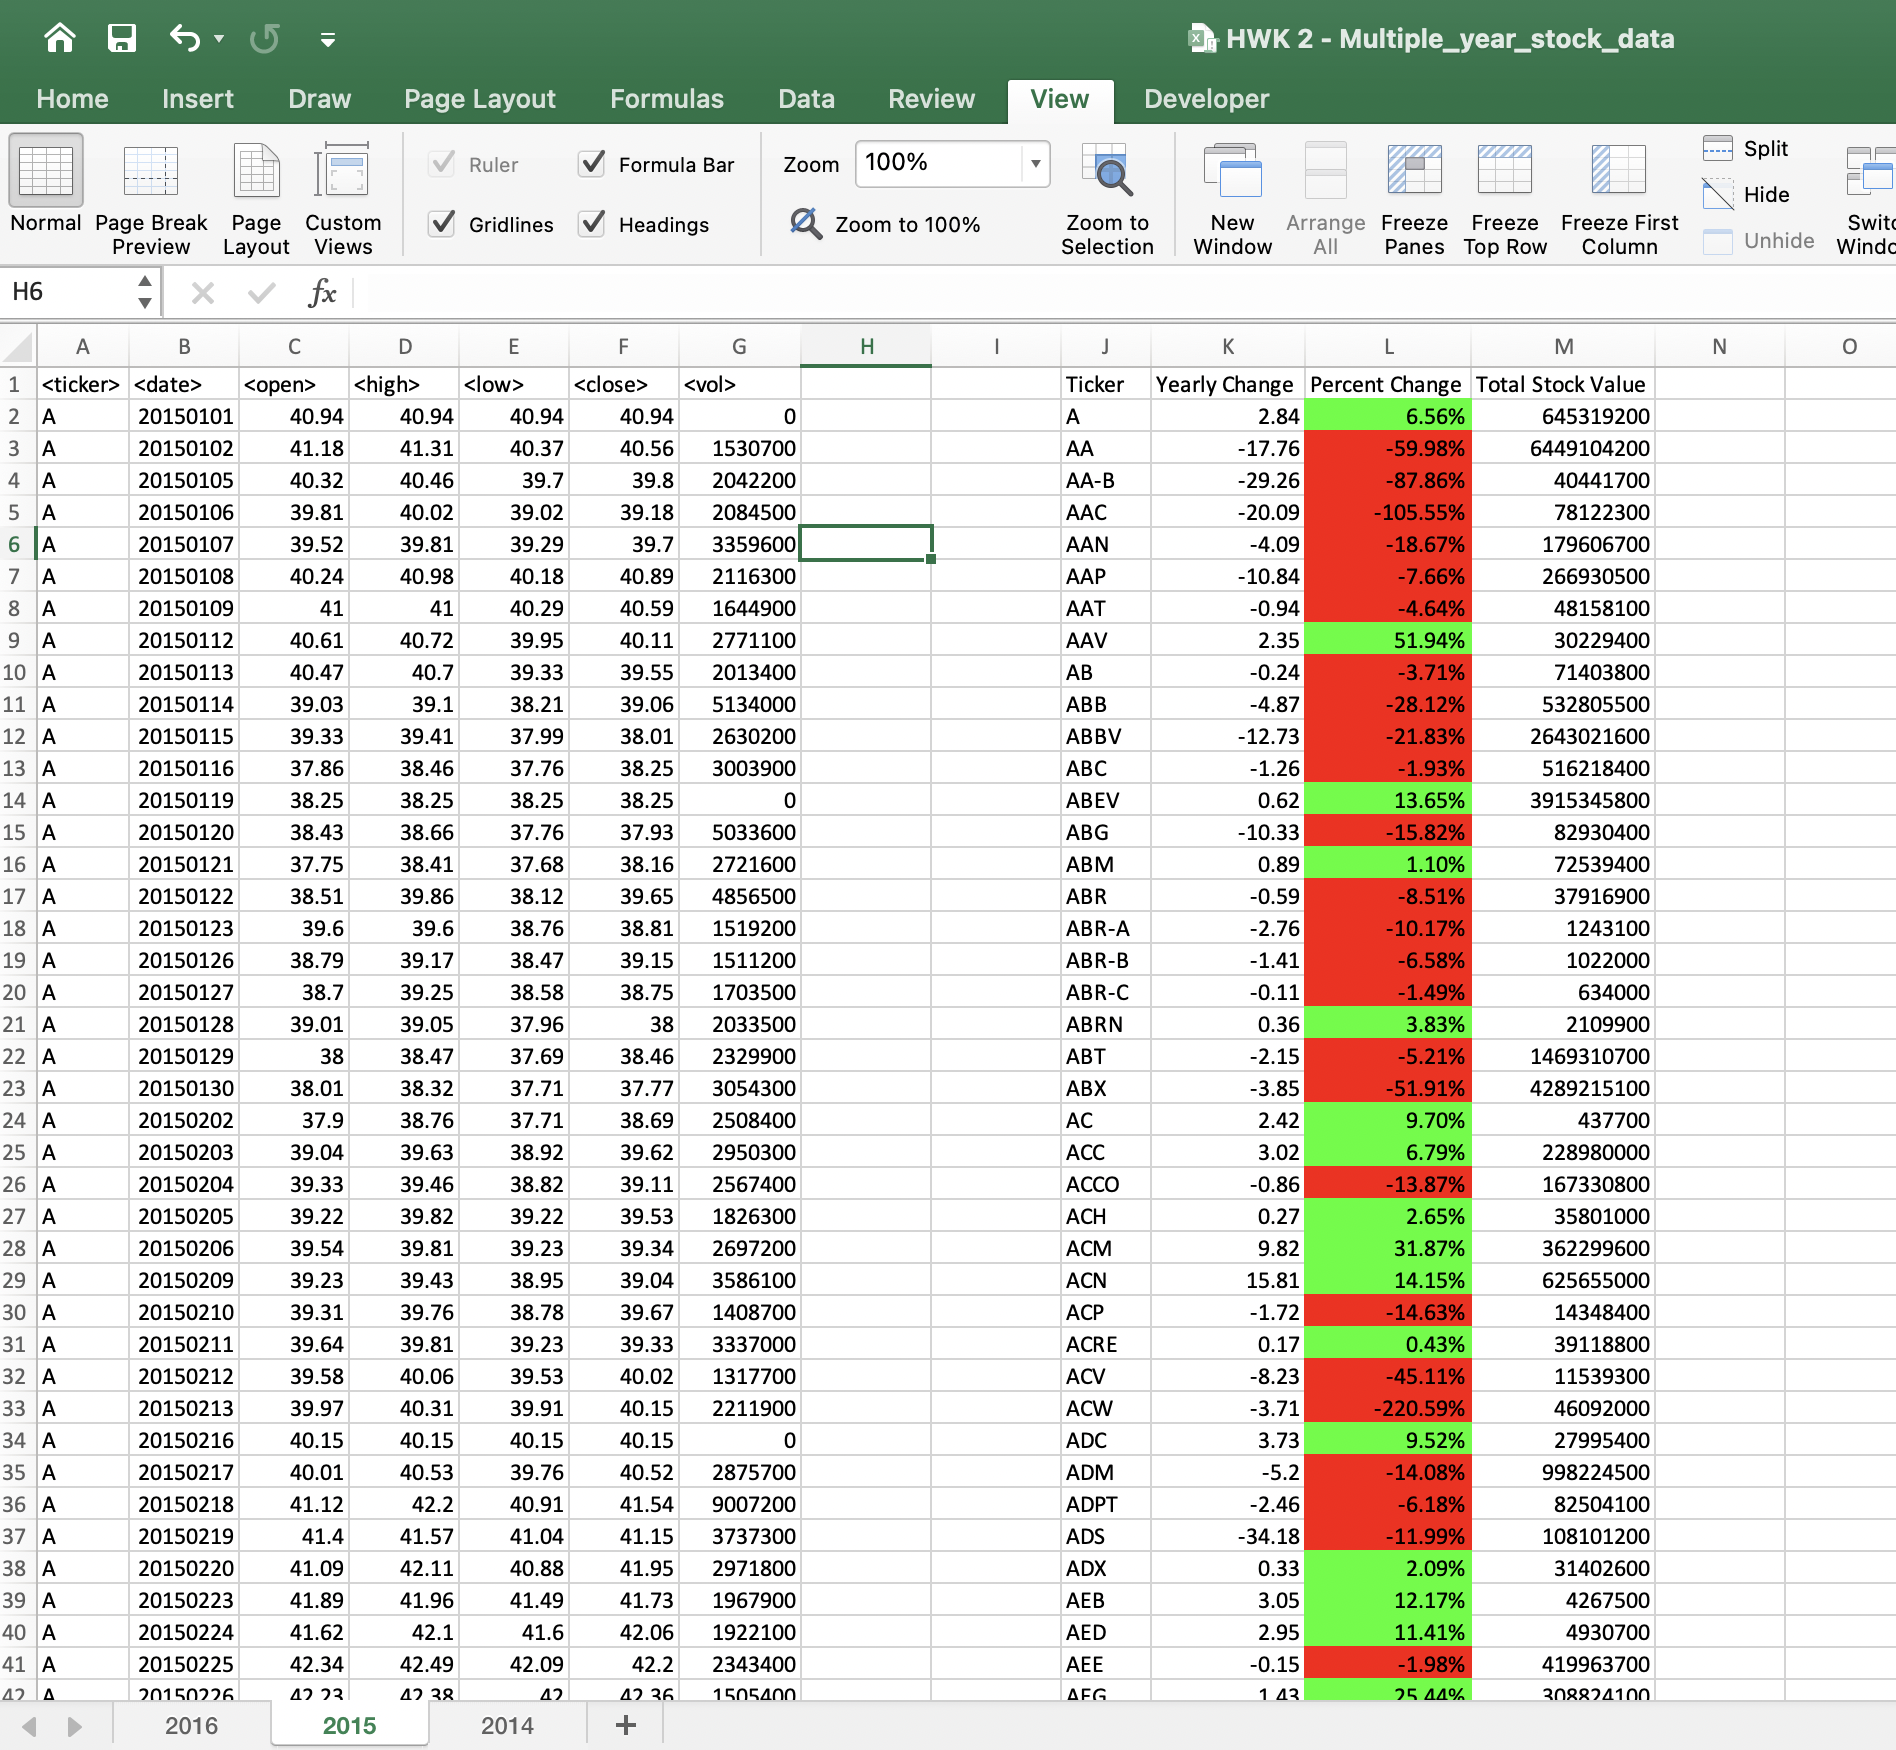 HWK 2 - Multiple_year_stock_data
Home Insert Draw Page Layout Formulas Data Review View Developer
Normal Page Break Preview Page Layout Custom Views Ruler Formula Bar Gridlines Headings Zoom 100% Zoom to 100% Zoom to Selection New Window Arrange All Freeze Panes Freeze Top Row Freeze First Column Split Hide Unhide
H6 fx
A B C D E F G H I J K L M N O
1 <ticker> <date> <open> <high> <low> <close> <vol> Ticker Yearly Change Percent Change Total Stock Value
2 A 20150101 40.94 40.94 40.94 40.94 0 A 2.84 6.56% 645319200
3 A 20150102 41.18 41.31 40.37 40.56 1530700 AA -17.76 -59.98% 6449104200
4 A 20150105 40.32 40.46 39.7 39.8 2042200 AA-B -29.26 -87.86% 40441700
5 A 20150106 39.81 40.02 39.02 39.18 2084500 AAC -20.09 -105.55% 78122300
6 A 20150107 39.52 39.81 39.29 39.7 3359600 AAN -4.09 -18.67% 179606700
7 A 20150108 40.24 40.98 40.18 40.89 2116300 AAP -10.84 -7.66% 266930500
8 A 20150109 41 41 40.29 40.59 1644900 AAT -0.94 -4.64% 48158100
9 A 20150112 40.61 40.72 39.95 40.11 2771100 AAV 2.35 51.94% 30229400
10 A 20150113 40.47 40.7 39.33 39.55 2013400 AB -0.24 -3.71% 71403800
11 A 20150114 39.03 39.1 38.21 39.06 5134000 ABB -4.87 -28.12% 532805500
12 A 20150115 39.33 39.41 37.99 38.01 2630200 ABBV -12.73 -21.83% 2643021600
13 A 20150116 37.86 38.46 37.76 38.25 3003900 ABC -1.26 -1.93% 516218400
14 A 20150119 38.25 38.25 38.25 38.25 0 ABEV 0.62 13.65% 3915345800
15 A 20150120 38.43 38.66 37.76 37.93 5033600 ABG -10.33 -15.82% 82930400
16 A 20150121 37.75 38.41 37.68 38.16 2721600 ABM 0.89 1.10% 72539400
17 A 20150122 38.51 39.86 38.12 39.65 4856500 ABR -0.59 -8.51% 37916900
18 A 20150123 39.6 39.6 38.76 38.81 1519200 ABR-A -2.76 -10.17% 1243100
19 A 20150126 38.79 39.17 38.47 39.15 1511200 ABR-B -1.41 -6.58% 1022000
20 A 20150127 38.7 39.25 38.58 38.75 1703500 ABR-C -0.11 -1.49% 634000
21 A 20150128 39.01 39.05 37.96 38 2033500 ABRN 0.36 3.83% 2109900
22 A 20150129 38 38.47 37.69 38.46 2329900 ABT -2.15 -5.21% 1469310700
23 A 20150130 38.01 38.32 37.71 37.77 3054300 ABX -3.85 -51.91% 4289215100
24 A 20150202 37.9 38.76 37.71 38.69 2508400 AC 2.42 9.70% 437700
25 A 20150203 39.04 39.63 38.92 39.62 2950300 ACC 3.02 6.79% 228980000
26 A 20150204 39.33 39.46 38.82 39.11 2567400 ACCO -0.86 -13.87% 167330800
27 A 20150205 39.22 39.82 39.22 39.53 1826300 ACH 0.27 2.65% 35801000
28 A 20150206 39.54 39.81 39.23 39.34 2697200 ACM 9.82 31.87% 362299600
29 A 20150209 39.23 39.43 38.95 39.04 3586100 ACN 15.81 14.15% 625655000
30 A 20150210 39.31 39.76 38.78 39.67 1408700 ACP -1.72 -14.63% 14348400
31 A 20150211 39.64 39.81 39.23 39.33 3337000 ACRE 0.17 0.43% 39118800
32 A 20150212 39.58 40.06 39.53 40.02 1317700 ACV -8.23 -45.11% 11539300
33 A 20150213 39.97 40.31 39.91 40.15 2211900 ACW -3.71 -220.59% 46092000
34 A 20150216 40.15 40.15 40.15 40.15 0 ADC 3.73 9.52% 27995400
35 A 20150217 40.01 40.53 39.76 40.52 2875700 ADM -5.2 -14.08% 998224500
36 A 20150218 41.12 42.2 40.91 41.54 9007200 ADPT -2.46 -6.18% 82504100
37 A 20150219 41.4 41.57 41.04 41.15 3737300 ADS -34.18 -11.99% 108101200
38 A 20150220 41.09 42.11 40.88 41.95 2971800 ADX 0.33 2.09% 31402600
39 A 20150223 41.89 41.96 41.49 41.73 1967900 AEB 3.05 12.17% 4267500
40 A 20150224 41.62 42.1 41.6 42.06 1922100 AED 2.95 11.41% 4930700
41 A 20150225 42.34 42.49 42.09 42.2 2343400 AEE -0.15 -1.98% 419963700
42 A 20150226 42.23 42.38 42 42.36 1505400 AEG 1.43 25.44% 308824100
2016 2015 2014 +